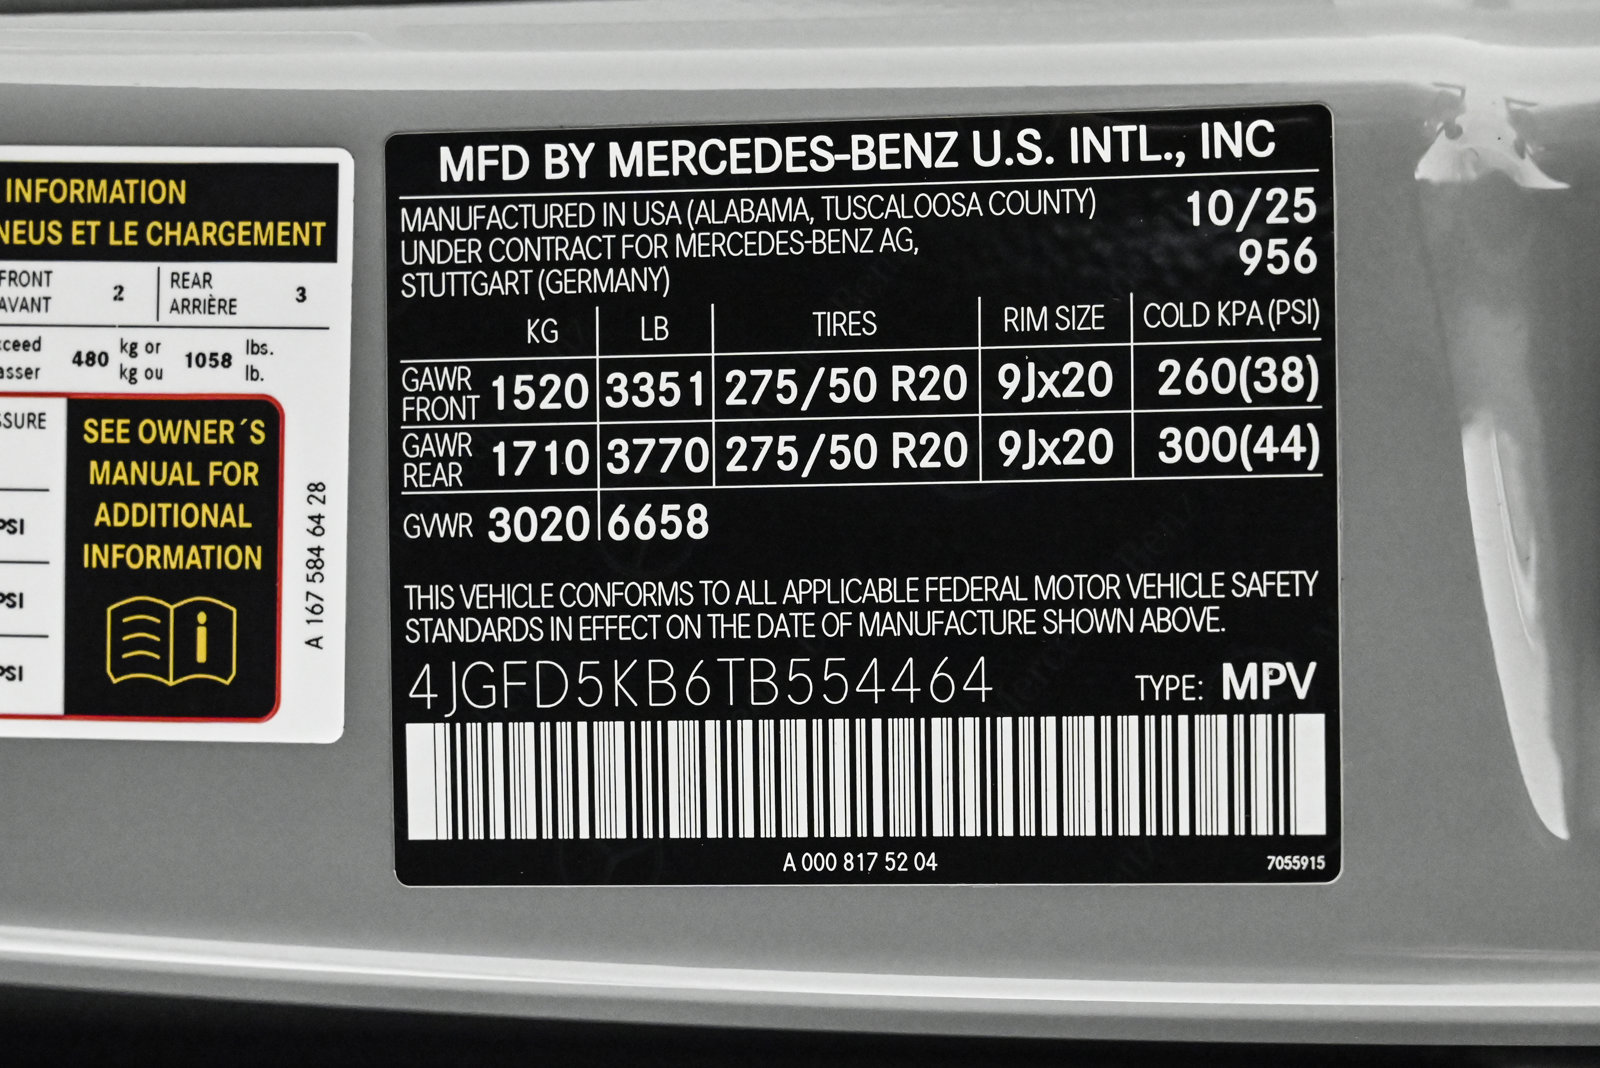 INFORMATION
NEUS ET LE CHARGEMENT
FRONT
AVANT
2
REAR
ARRIÈRE
3
kg or
kg ou
480
1058
lbs.
lb.
SEE OWNER´S
MANUAL FOR
ADDITIONAL
INFORMATION
PSI
PSI
PSI
i
A 167 584 64 28
MFD BY MERCEDES-BENZ U.S. INTL., INC
MANUFACTURED IN USA (ALABAMA, TUSCALOOSA COUNTY) 10/25
UNDER CONTRACT FOR MERCEDES-BENZ AG, 956
STUTTGART (GERMANY)
KG LB TIRES RIM SIZE COLD KPA (PSI)
GAWR FRONT 1520 3351 275/50 R20 9Jx20 260(38)
GAWR REAR 1710 3770 275/50 R20 9Jx20 300(44)
GVWR 3020 6658
THIS VEHICLE CONFORMS TO ALL APPLICABLE FEDERAL MOTOR VEHICLE SAFETY
STANDARDS IN EFFECT ON THE DATE OF MANUFACTURE SHOWN ABOVE.
4JGFD5KB6TB554464 TYPE: MPV
A 000 817 52 04 7055915